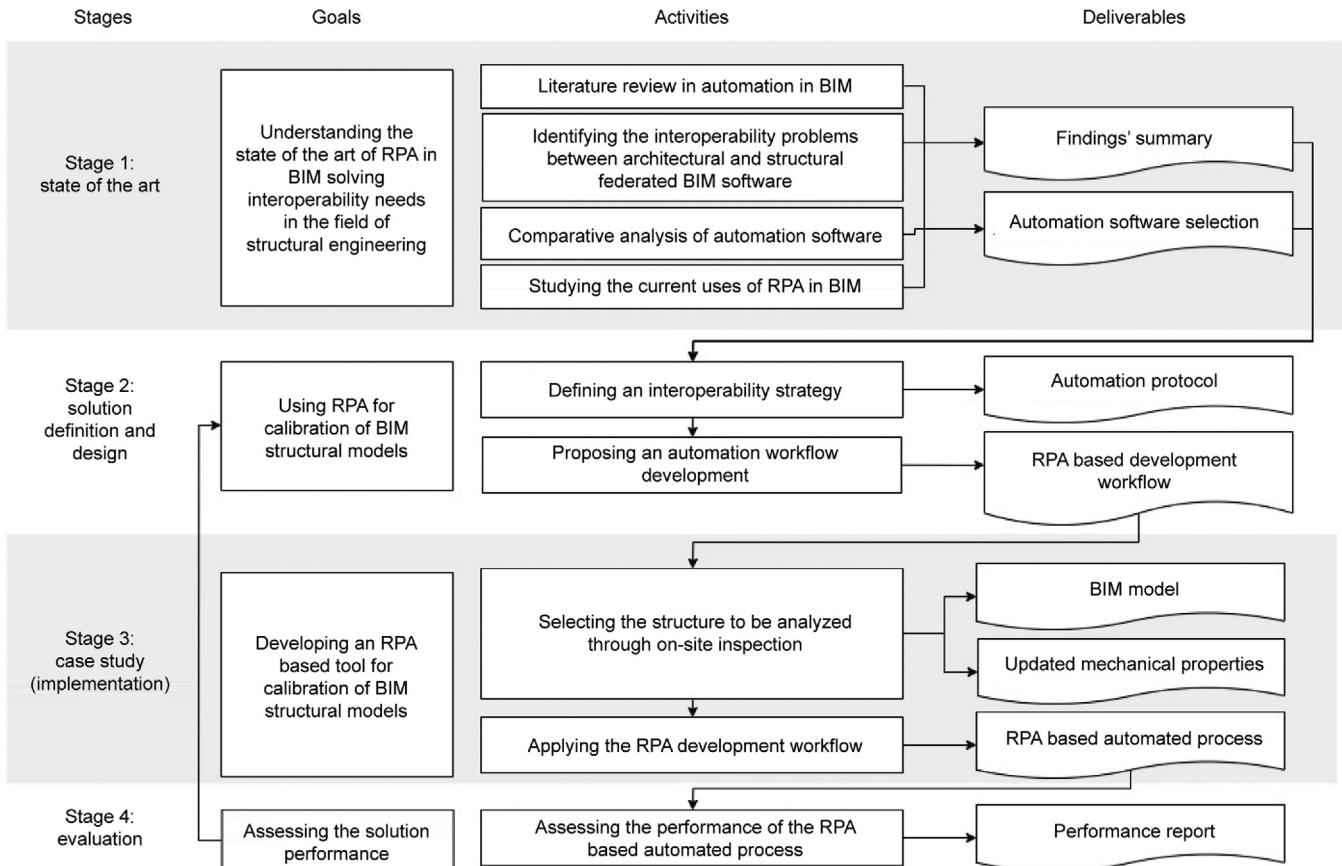 Stages
Goals
Activities
Deliverables
Stage 1:
state of the art
Understanding the
state of the art of RPA in
BIM solving
interoperability needs
in the field of
structural engineering
Literature review in automation in BIM
Identifying the interoperability problems
between architectural and structural
federated BIM software
Comparative analysis of automation software
Studying the current uses of RPA in BIM
Findings' summary
Automation software selection
Stage 2:
solution
definition and
design
Using RPA for
calibration of BIM
structural models
Defining an interoperability strategy
Proposing an automation workflow
development
Automation protocol
RPA based development
workflow
Stage 3:
case study
(implementation)
Developing an RPA
based tool for
calibration of BIM
structural models
Selecting the structure to be analyzed
through on-site inspection
Applying the RPA development workflow
BIM model
Updated mechanical properties
RPA based automated process
Stage 4:
evaluation
Assessing the solution
performance
Assessing the performance of the RPA
based automated process
Performance report